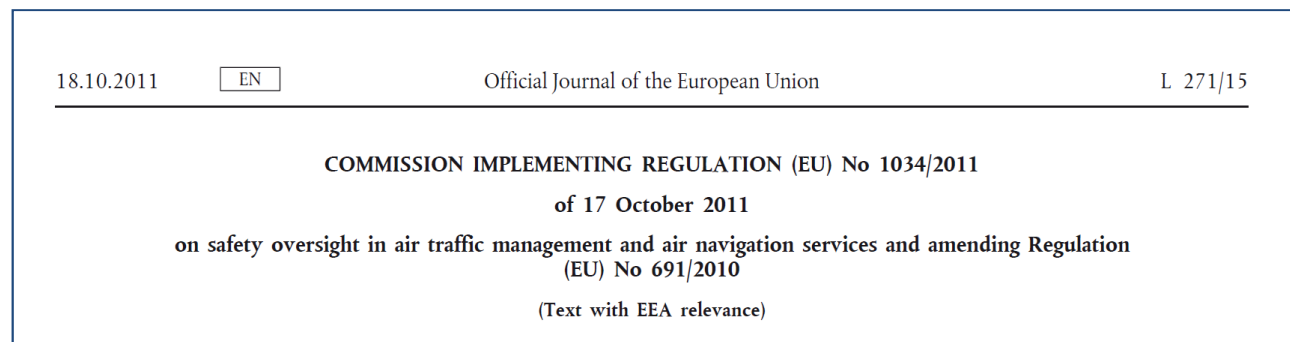 18.10.2011 EN Official Journal of the European Union L 271/15
COMMISSION IMPLEMENTING REGULATION (EU) No 1034/2011
of 17 October 2011
on safety oversight in air traffic management and air navigation services and amending Regulation
(EU) No 691/2010
(Text with EEA relevance)